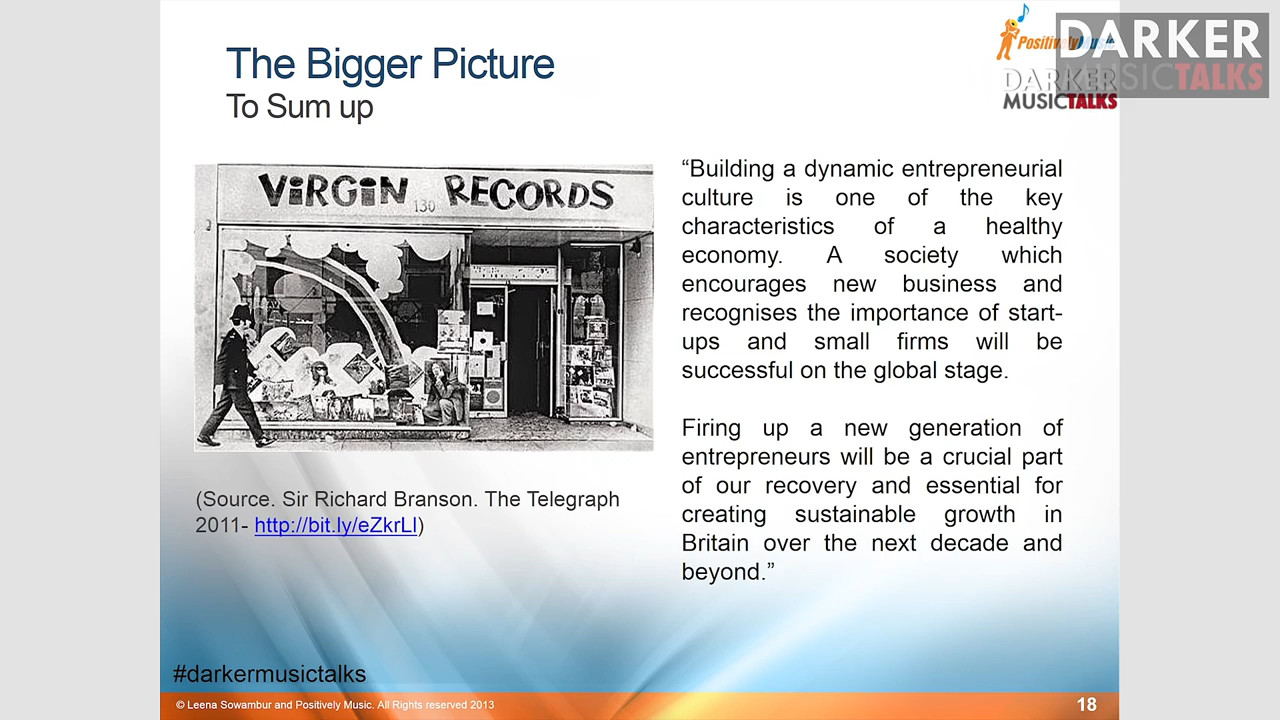 The Bigger Picture
To Sum up
PositivelyMusic
DARKER
MUSICTALKS
DARKER
MUSICTALKS
VIRGIN RECORDS
130
“Building a dynamic entrepreneurial
culture is one of the key
characteristics of a healthy
economy. A society which
encourages new business and
recognises the importance of start-
ups and small firms will be
successful on the global stage.
Firing up a new generation of
entrepreneurs will be a crucial part
of our recovery and essential for
creating sustainable growth in
Britain over the next decade and
beyond.”
(Source. Sir Richard Branson. The Telegraph
2011- http://bit.ly/eZkrLl)
#darkermusictalks
© Leena Sowambur and Positively Music. All Rights reserved 2013
18